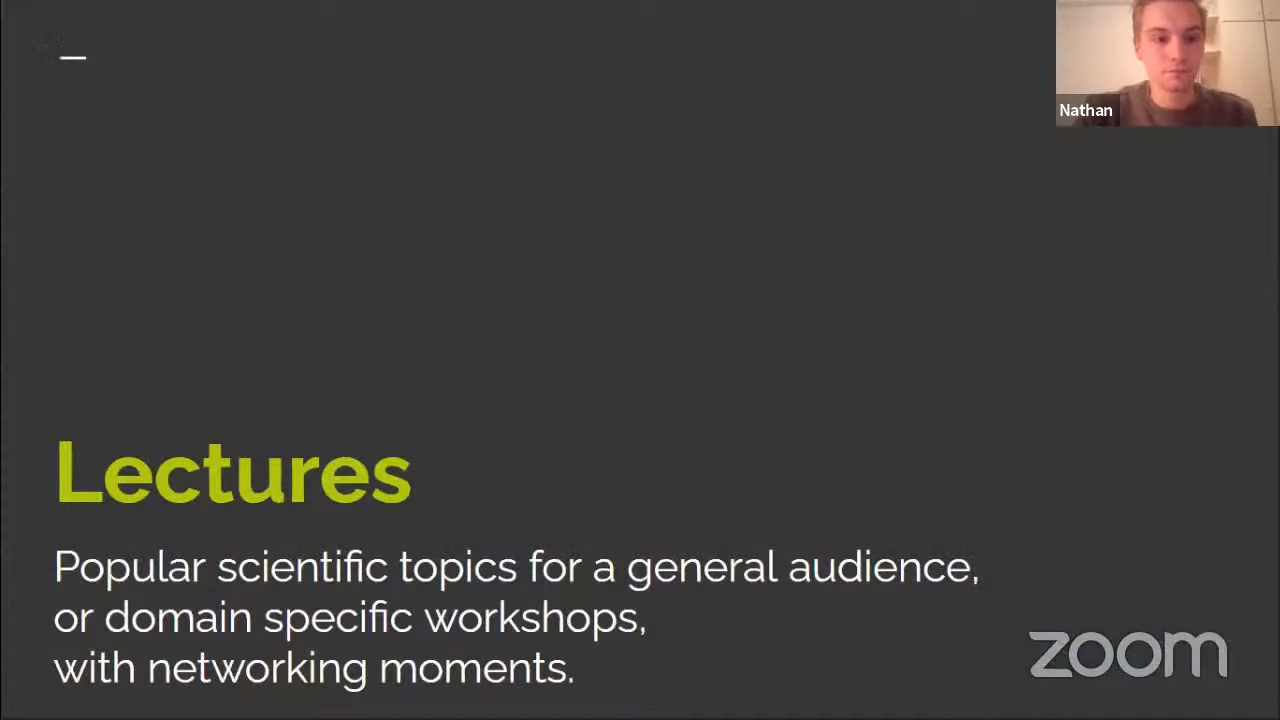 Nathan
Lectures
Popular scientific topics for a general audience,
or domain specific workshops,
with networking moments.
zoom